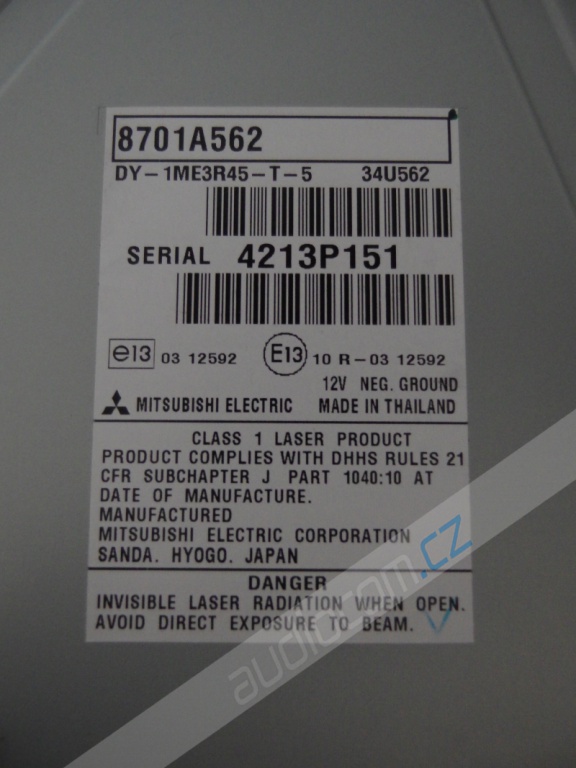 8701A562
DY-1ME3R45-T-5 34U562
SERIAL 4213P151
e13 03 12592 E13 10 R-03 12592
12V NEG. GROUND
MITSUBISHI ELECTRIC MADE IN THAILAND
CLASS 1 LASER PRODUCT
PRODUCT COMPLIES WITH DHHS RULES 21
CFR SUBCHAPTER J PART 1040:10 AT
DATE OF MANUFACTURE.
MANUFACTURED
MITSUBISHI ELECTRIC CORPORATION
SANDA. HYOGO. JAPAN
DANGER
INVISIBLE LASER RADIATION WHEN OPEN.
AVOID DIRECT EXPOSURE TO BEAM.
audiocom.cz